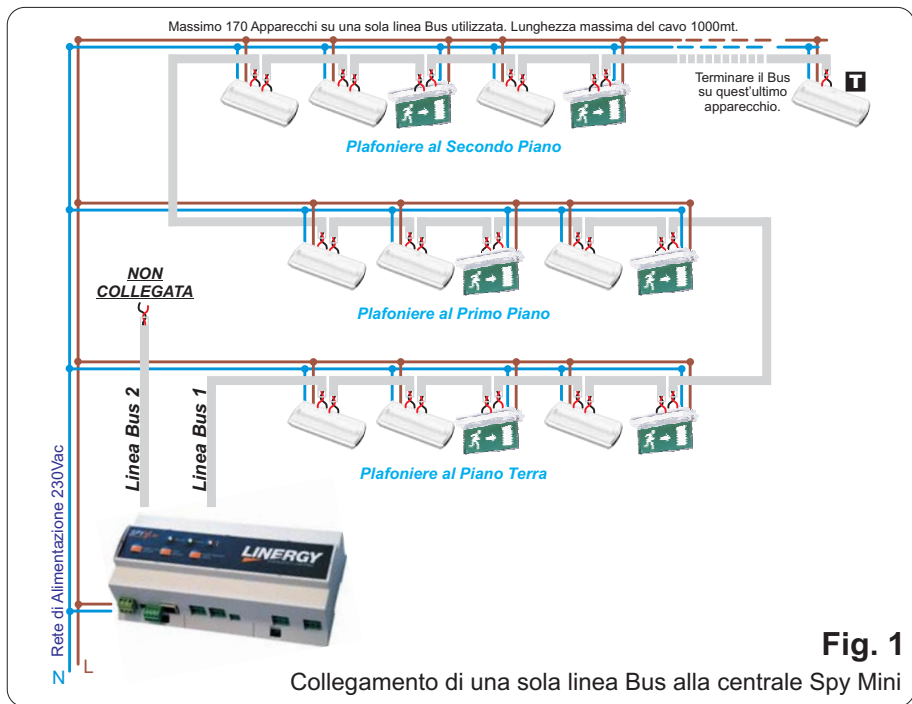 Massimo 170 Apparecchi su una sola linea Bus utilizzata. Lunghezza massima del cavo 1000mt.
Terminare il Bus
su quest'ultimo
apparecchio.
T
Plafoniere al Secondo Piano
NON
COLLEGATA
Plafoniere al Primo Piano
Linea Bus 2
Linea Bus 1
Plafoniere al Piano Terra
Rete di Alimentazione 230Vac
LINERGY
N
L
Fig. 1
Collegamento di una sola linea Bus alla centrale Spy Mini